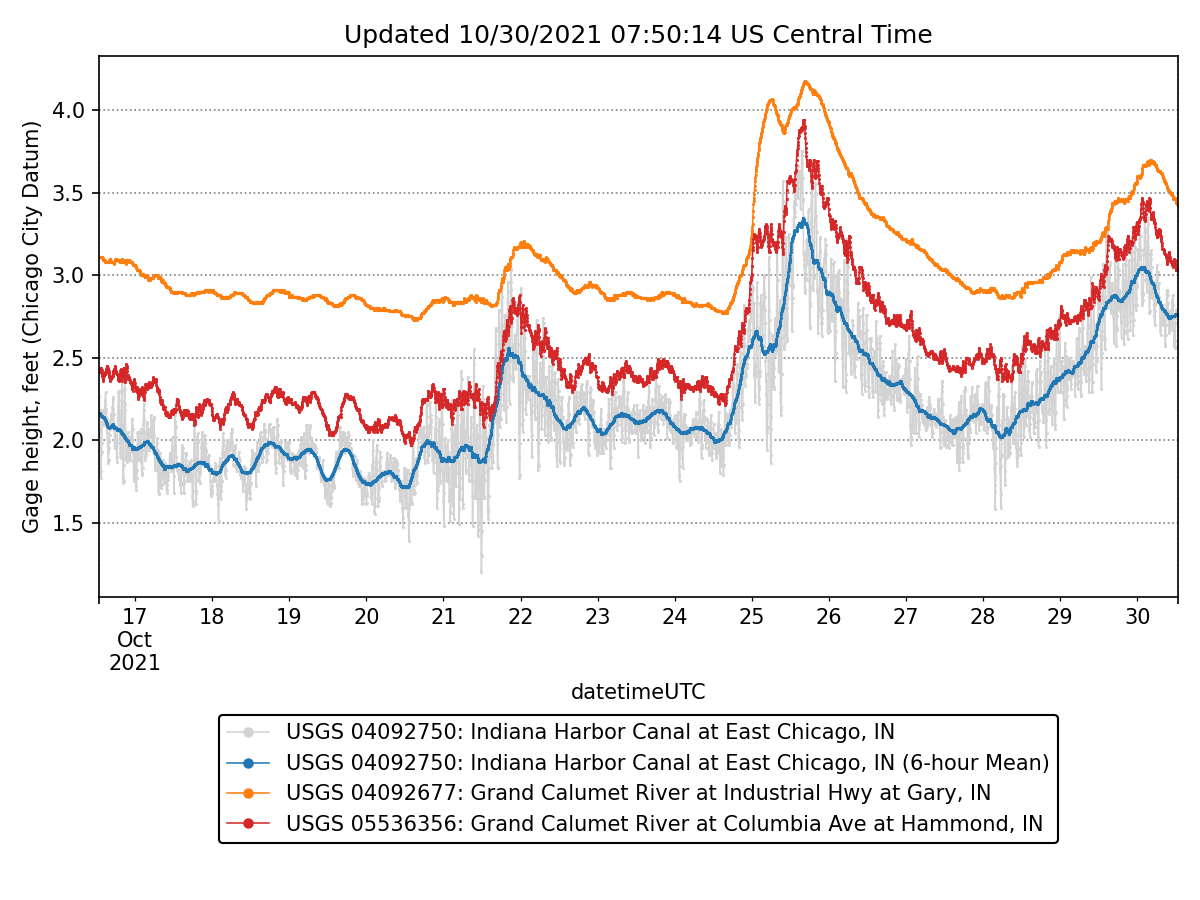 Updated 10/30/2021 07:50:14 US Central Time
Gage height, feet (Chicago City Datum)
4.0
3.5
3.0
2.5
2.0
1.5
17 18 19 20 21 22 23 24 25 26 27 28 29 30
Oct
2021
datetimeUTC
USGS 04092750: Indiana Harbor Canal at East Chicago, IN
USGS 04092750: Indiana Harbor Canal at East Chicago, IN (6-hour Mean)
USGS 04092677: Grand Calumet River at Industrial Hwy at Gary, IN
USGS 05536356: Grand Calumet River at Columbia Ave at Hammond, IN